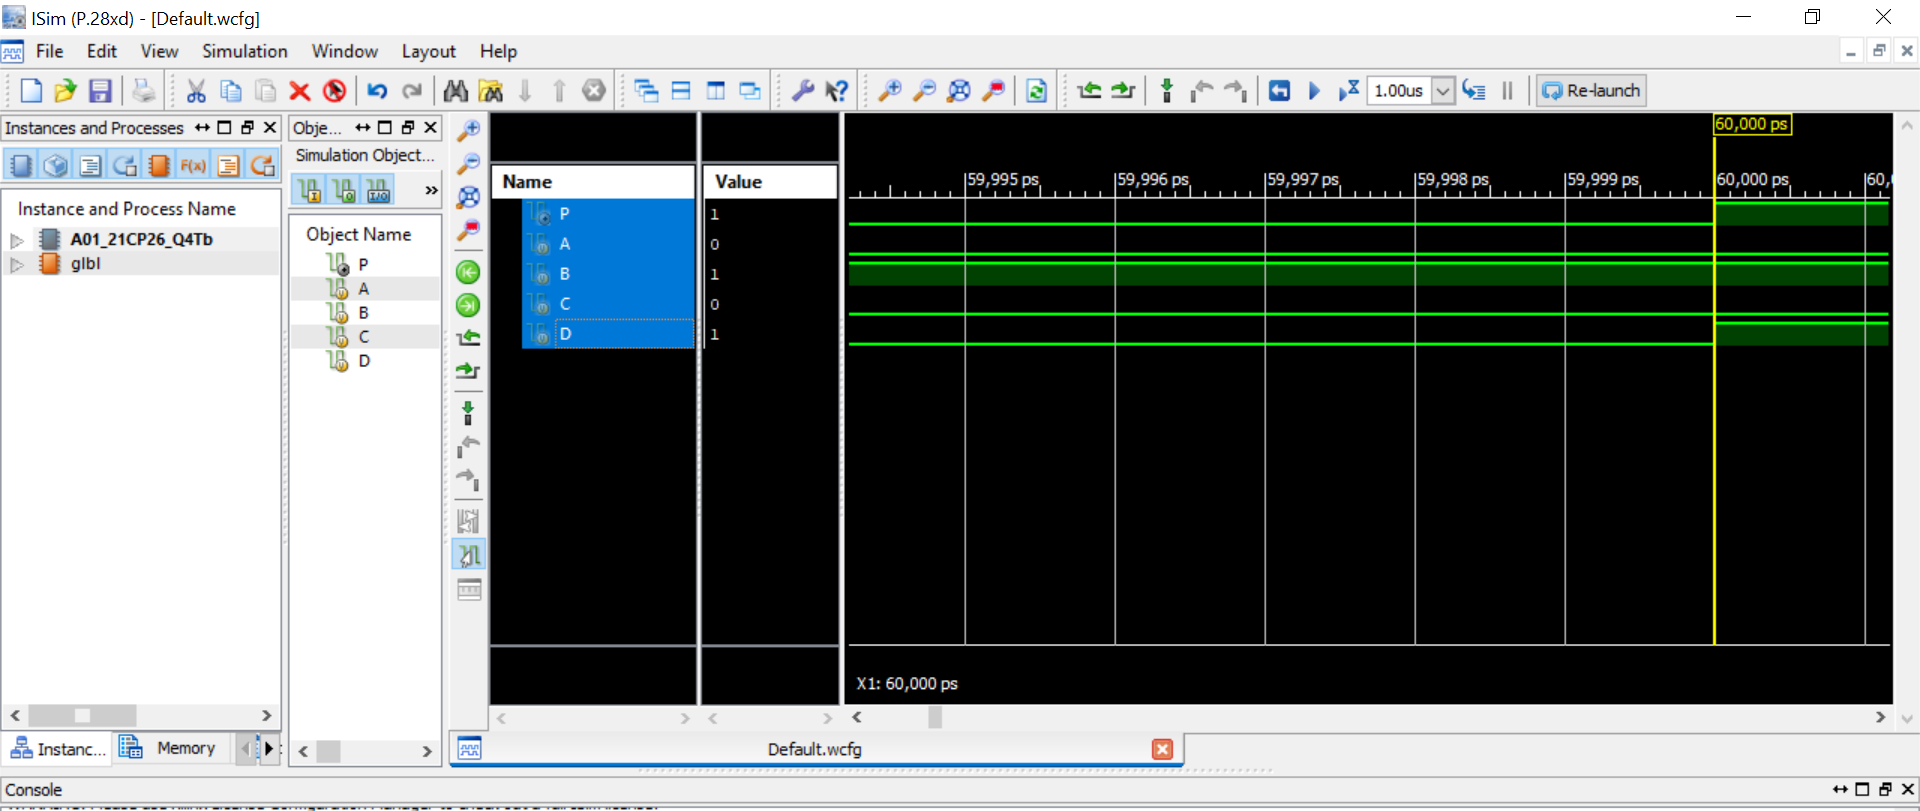 ISim (P.28xd) - [Default.wcfg]
File Edit View Simulation Window Layout Help
1.00us
Re-launch
Instances and Processes
Obje...
Simulation Object...
F(x)
Instance and Process Name
A01_21CP26_Q4Tb
glbl
Object Name
P
A
B
C
D
Name Value
P 1
A 0
B 1
C 0
D 1
60,000 ps
59,995 ps 59,996 ps 59,997 ps 59,998 ps 59,999 ps 60,000 ps 60,
X1: 60,000 ps
Instanc... Memory
Default.wcfg
Console